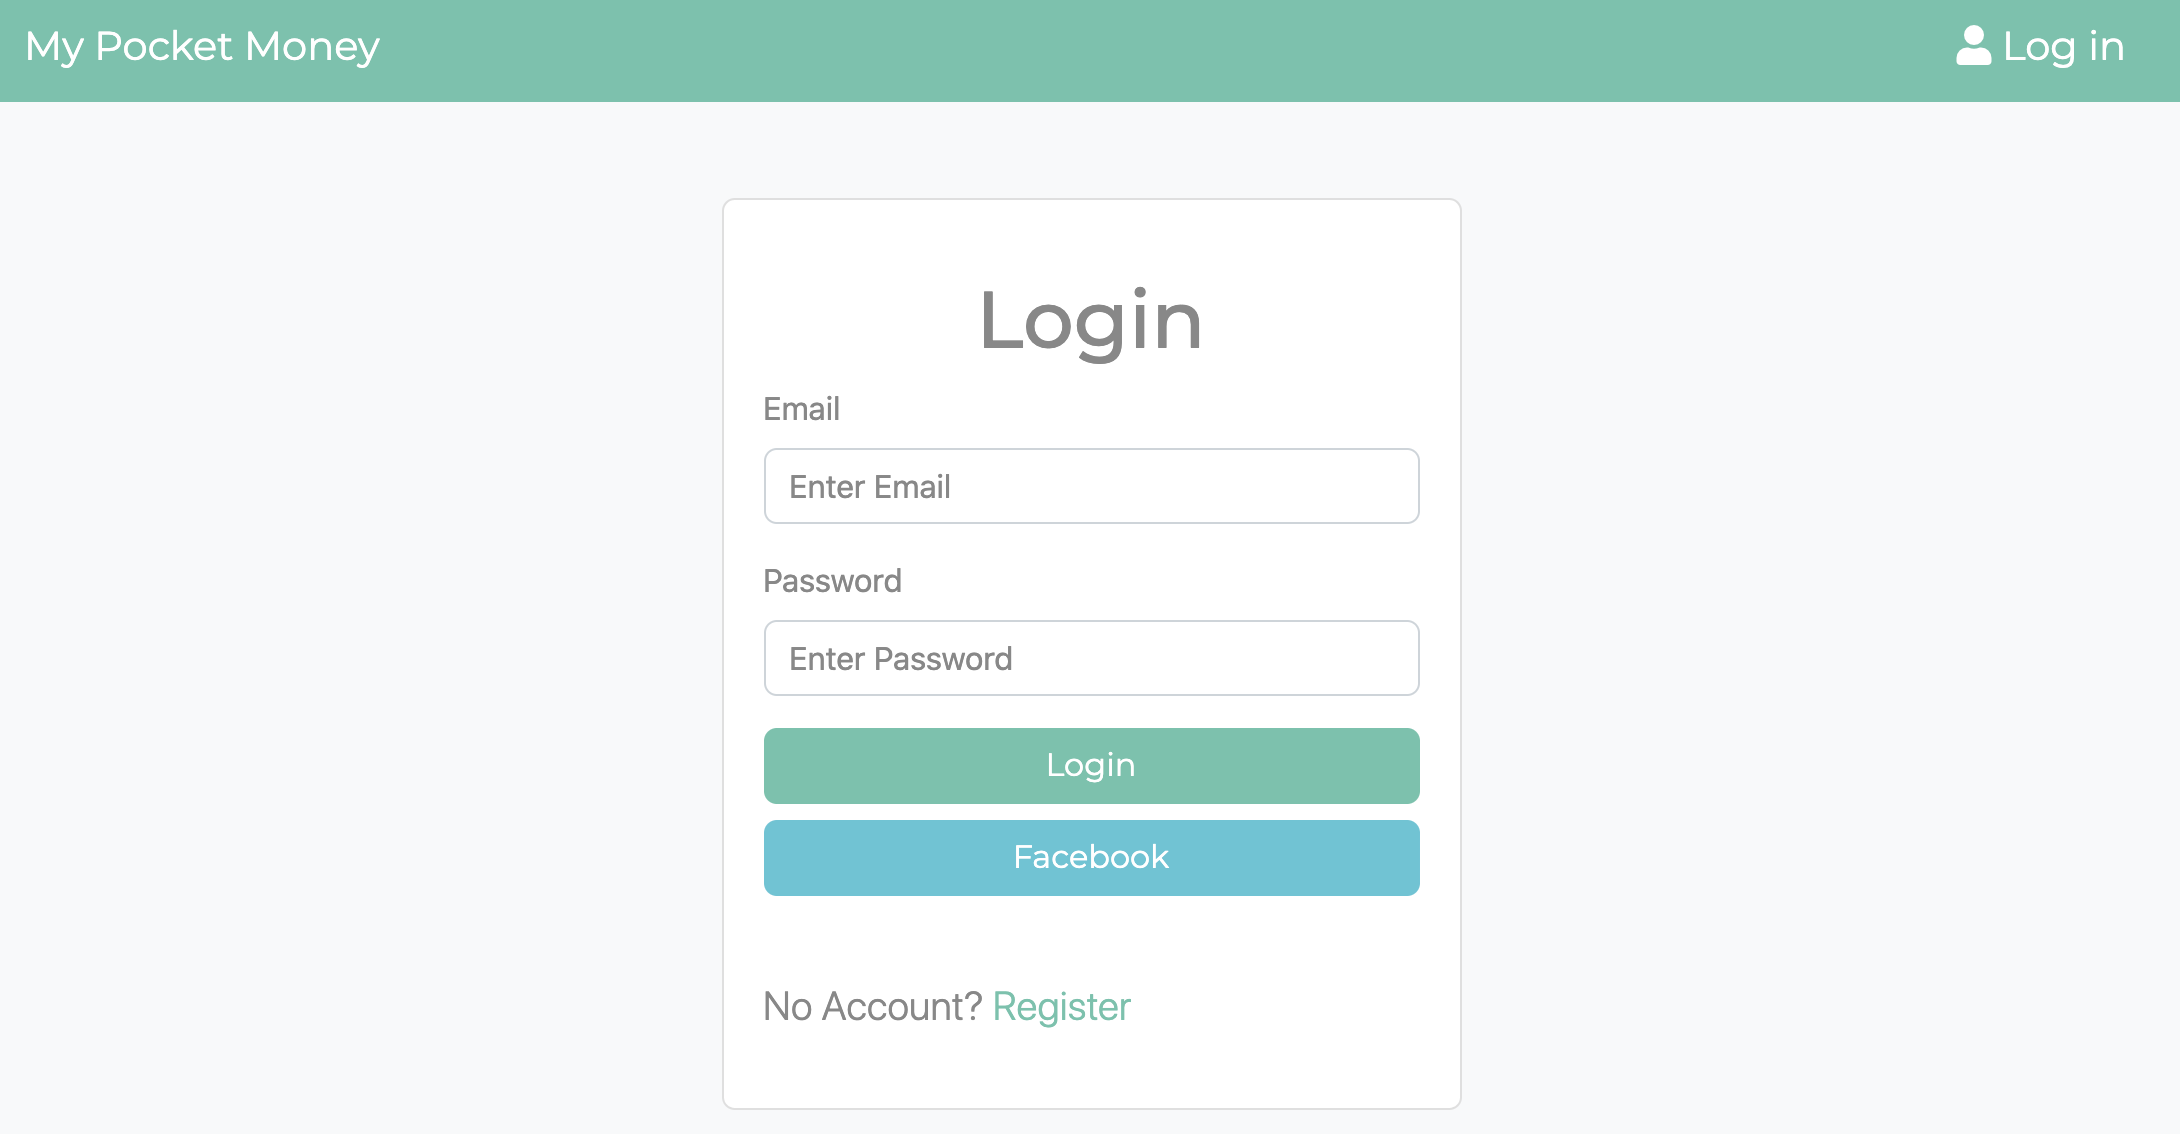 My Pocket Money
Log in
Login
Email
Enter Email
Password
Enter Password
Login
Facebook
No Account? Register